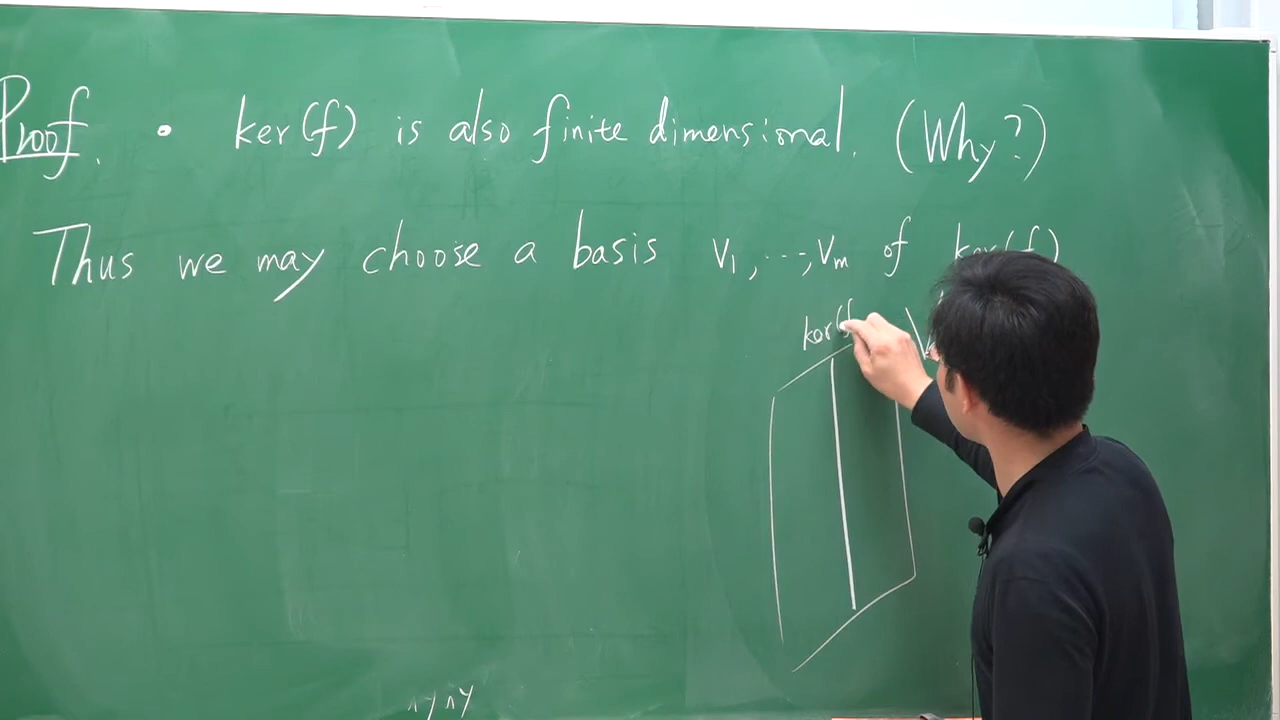 Proof. • ker(f) is also finite dimensional. (Why?)
Thus we may choose a basis v1, ..., vm of ker(f)
ker(f
V